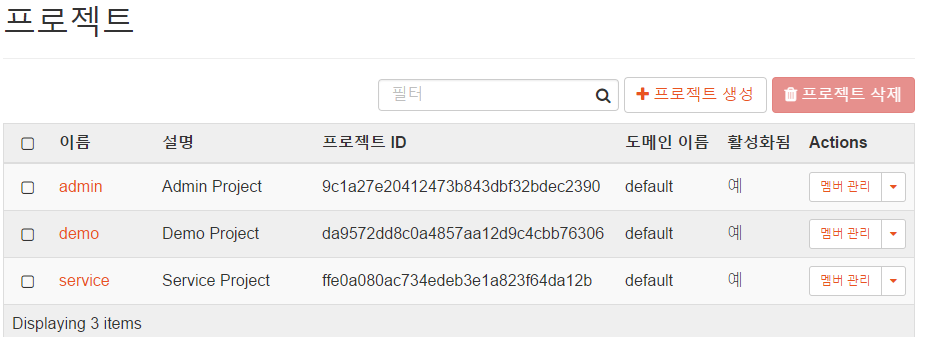 프로젝트
필터
프로젝트 생성
프로젝트 삭제
이름 설명 프로젝트 ID 도메인 이름 활성화됨 Actions
admin Admin Project 9c1a27e20412473b843dbf32bdec2390 default 예 멤버 관리
demo Demo Project da9572dd8c0a4857aa12d9c4cbb76306 default 예 멤버 관리
service Service Project ffe0a080ac734edeb3e1a823f64da12b default 예 멤버 관리
Displaying 3 items